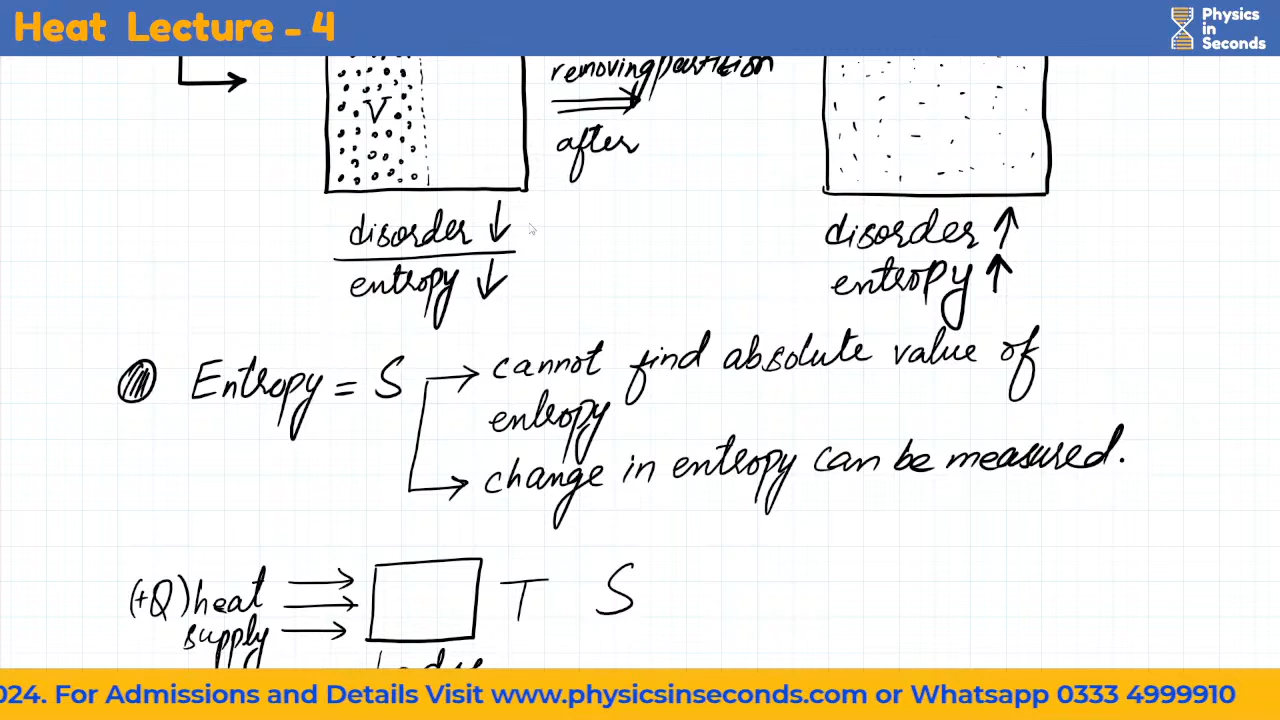 Heat Lecture - 4
Physics
in
Seconds
removing partition
V
after
disorder ↓
entropy ↓
disorder ↑
entropy ↑
Entropy = S → cannot find absolute value of
entropy
→ change in entropy can be measured.
(+Q) heat
supply
T S
body
024. For Admissions and Details Visit www.physicsinseconds.com or Whatsapp 0333 4999910